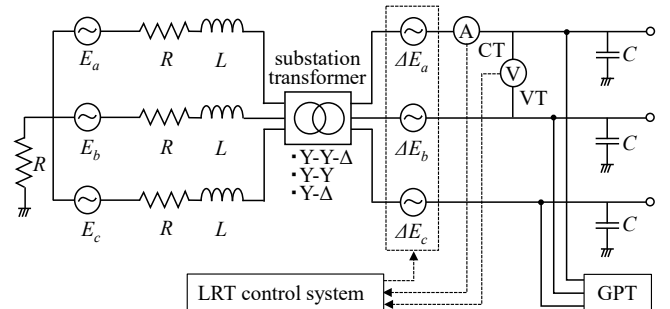 E_a R L
substation
transformer
ΔE_a
A
CT
V
VT
C
R
E_b R L
ΔE_b
C
・Y-Y-Δ
・Y-Y
・Y-Δ
E_c R L
ΔE_c
C
LRT control system
GPT